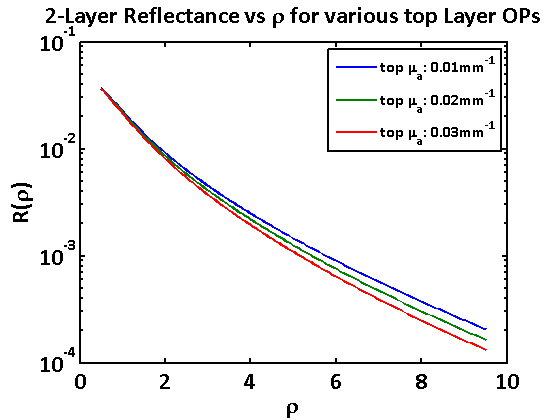 2-Layer Reflectance vs ρ for various top Layer OPs
10⁻¹
10⁻²
10⁻³
10⁻⁴
R(ρ)
top μₐ: 0.01mm⁻¹
top μₐ: 0.02mm⁻¹
top μₐ: 0.03mm⁻¹
0 2 4 6 8 10
ρ